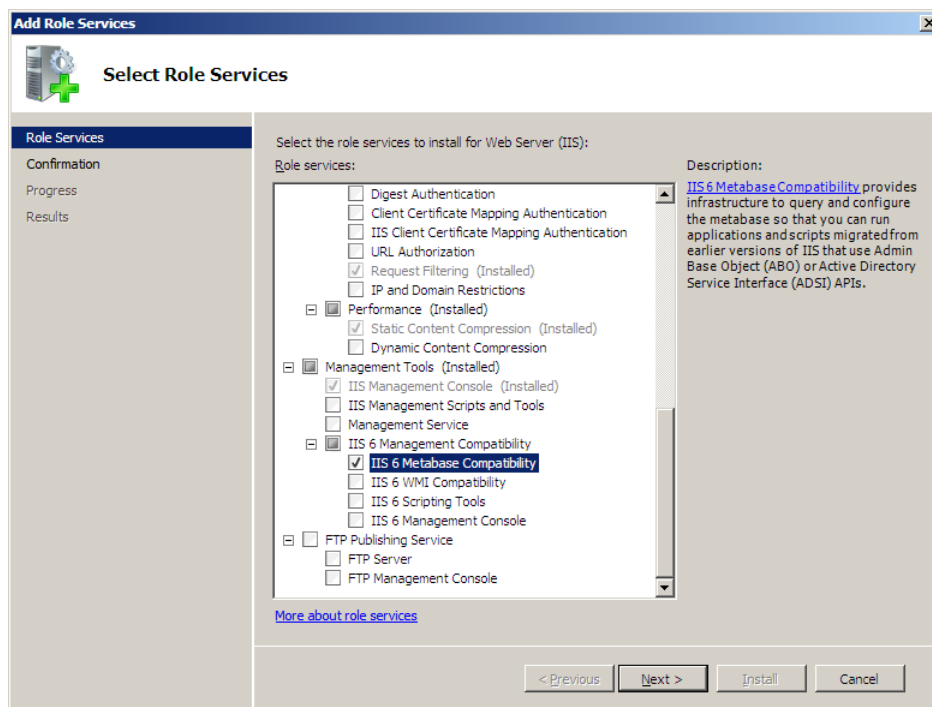 Add Role Services
Select Role Services
Role Services
Confirmation
Progress
Results
Select the role services to install for Web Server (IIS):
Role services:
Digest Authentication
Client Certificate Mapping Authentication
IIS Client Certificate Mapping Authentication
URL Authorization
Request Filtering (Installed)
IP and Domain Restrictions
Performance (Installed)
Static Content Compression (Installed)
Dynamic Content Compression
Management Tools (Installed)
IIS Management Console (Installed)
IIS Management Scripts and Tools
Management Service
IIS 6 Management Compatibility
IIS 6 Metabase Compatibility
IIS 6 WMI Compatibility
IIS 6 Scripting Tools
IIS 6 Management Console
FTP Publishing Service
FTP Server
FTP Management Console
More about role services
Description:
IIS 6 Metabase Compatibility provides
infrastructure to query and configure
the metabase so that you can run
applications and scripts migrated from
earlier versions of IIS that use Admin
Base Object (ABO) or Active Directory
Service Interface (ADSI) APIs.
< Previous
Next >
Install
Cancel